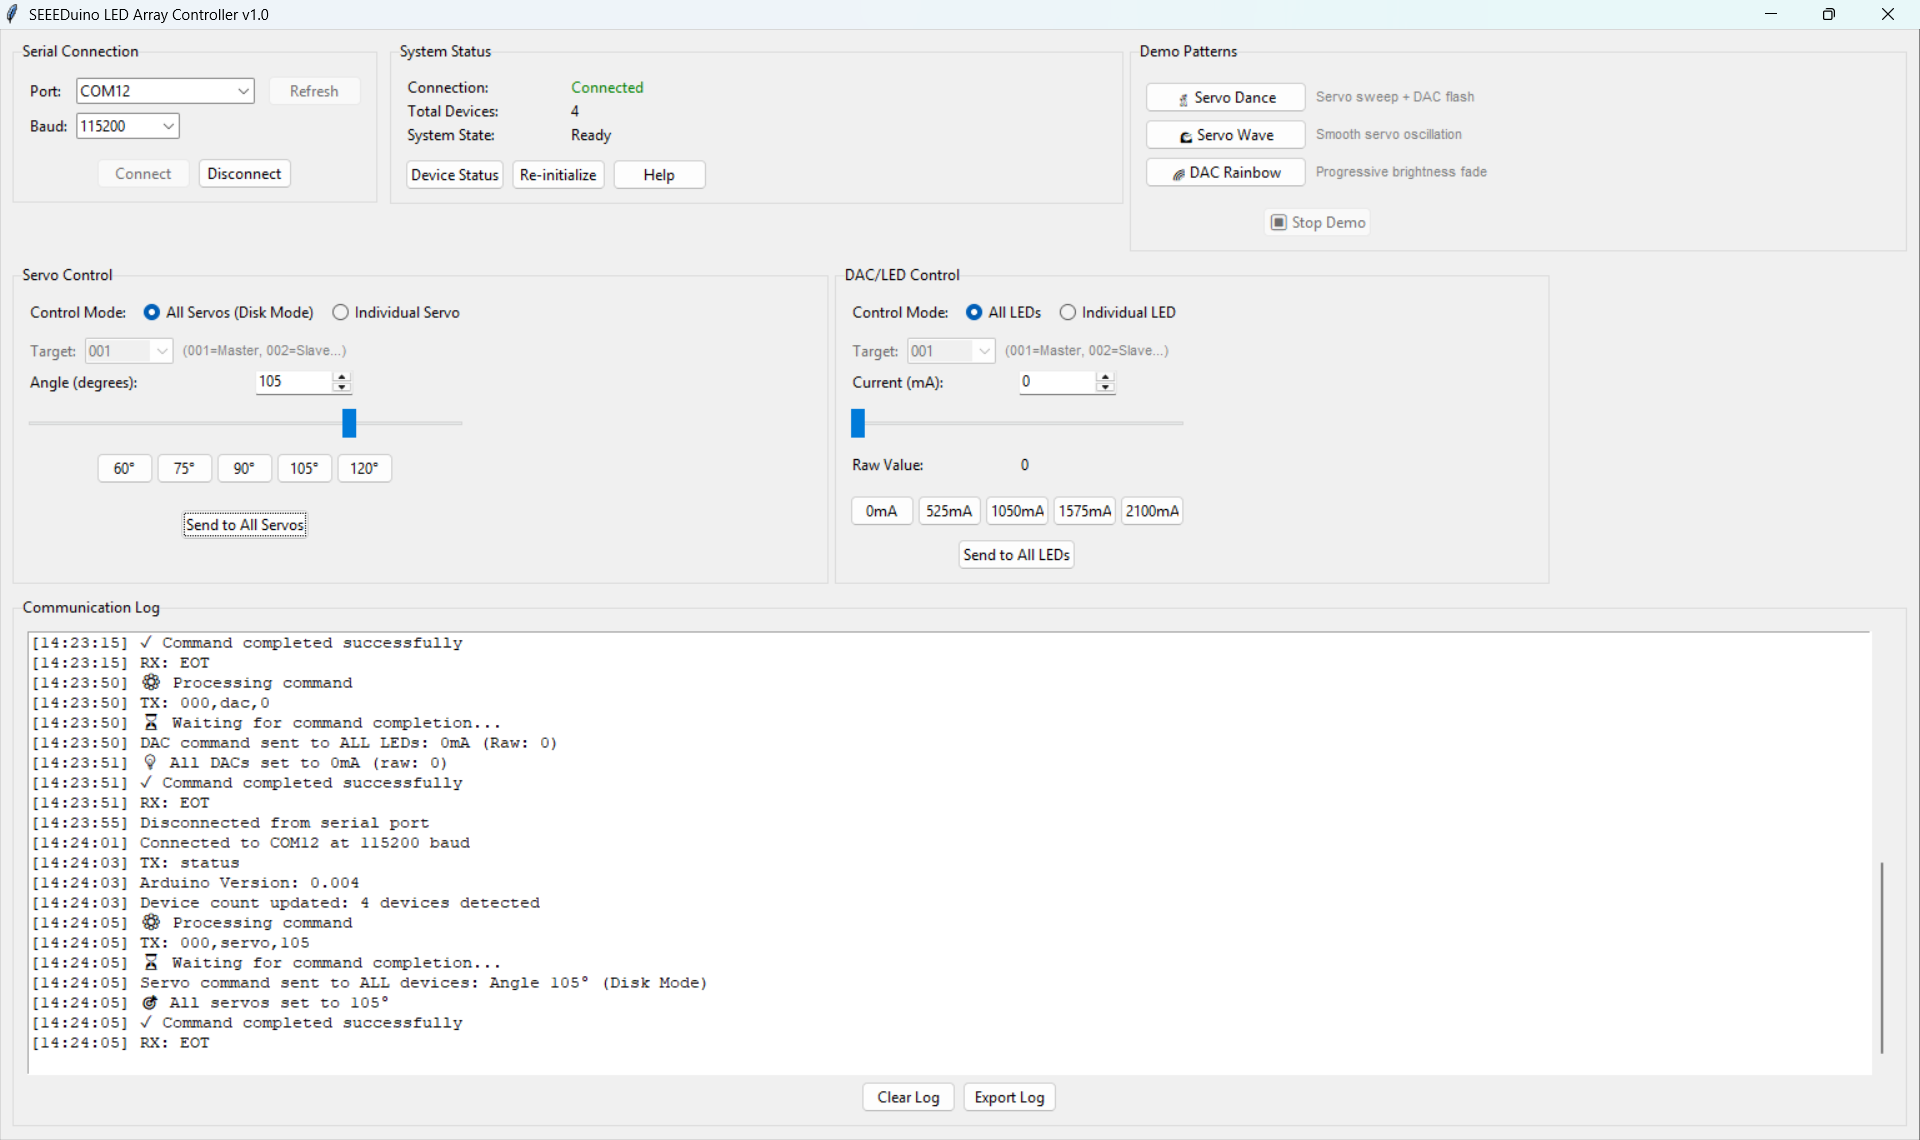 SEEEDuino LED Array Controller v1.0
Serial Connection
Port: COM12 Refresh
Baud: 115200
Connect Disconnect
System Status
Connection: Connected
Total Devices: 4
System State: Ready
Device Status Re-initialize Help
Demo Patterns
Servo Dance Servo sweep + DAC flash
Servo Wave Smooth servo oscillation
DAC Rainbow Progressive brightness fade
Stop Demo
Servo Control
Control Mode: All Servos (Disk Mode) Individual Servo
Target: 001 (001=Master, 002=Slave...)
Angle (degrees): 105
60° 75° 90° 105° 120°
Send to All Servos
DAC/LED Control
Control Mode: All LEDs Individual LED
Target: 001 (001=Master, 002=Slave...)
Current (mA): 0
Raw Value: 0
0mA 525mA 1050mA 1575mA 2100mA
Send to All LEDs
Communication Log
[14:23:15] ✓ Command completed successfully
[14:23:15] RX: EOT
[14:23:50] ⚙ Processing command
[14:23:50] TX: 000,dac,0
[14:23:50] ⏳ Waiting for command completion...
[14:23:50] DAC command sent to ALL LEDs: 0mA (Raw: 0)
[14:23:51] 💡 All DACs set to 0mA (raw: 0)
[14:23:51] ✓ Command completed successfully
[14:23:51] RX: EOT
[14:23:55] Disconnected from serial port
[14:24:01] Connected to COM12 at 115200 baud
[14:24:03] TX: status
[14:24:03] Arduino Version: 0.004
[14:24:03] Device count updated: 4 devices detected
[14:24:05] ⚙ Processing command
[14:24:05] TX: 000,servo,105
[14:24:05] ⏳ Waiting for command completion...
[14:24:05] Servo command sent to ALL devices: Angle 105° (Disk Mode)
[14:24:05] 🎯 All servos set to 105°
[14:24:05] ✓ Command completed successfully
[14:24:05] RX: EOT
Clear Log Export Log